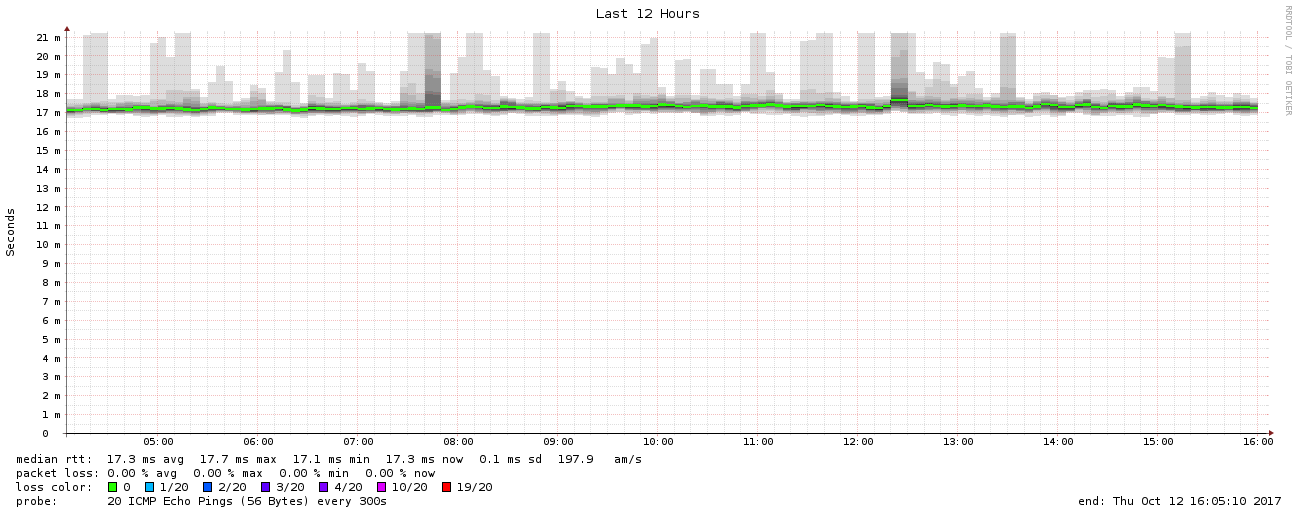 Last 12 Hours
RRDTOOL / TOBI OETIKER
Seconds
21 m
20 m
19 m
18 m
17 m
16 m
15 m
14 m
13 m
12 m
11 m
10 m
9 m
8 m
7 m
6 m
5 m
4 m
3 m
2 m
1 m
0
05:00 06:00 07:00 08:00 09:00 10:00 11:00 12:00 13:00 14:00 15:00 16:00
median rtt: 17.3 ms avg 17.7 ms max 17.1 ms min 17.3 ms now 0.1 ms sd 197.9 am/s
packet loss: 0.00 % avg 0.00 % max 0.00 % min 0.00 % now
loss color: 0 1/20 2/20 3/20 4/20 10/20 19/20
probe: 20 ICMP Echo Pings (56 Bytes) every 300s end: Thu Oct 12 16:05:10 2017